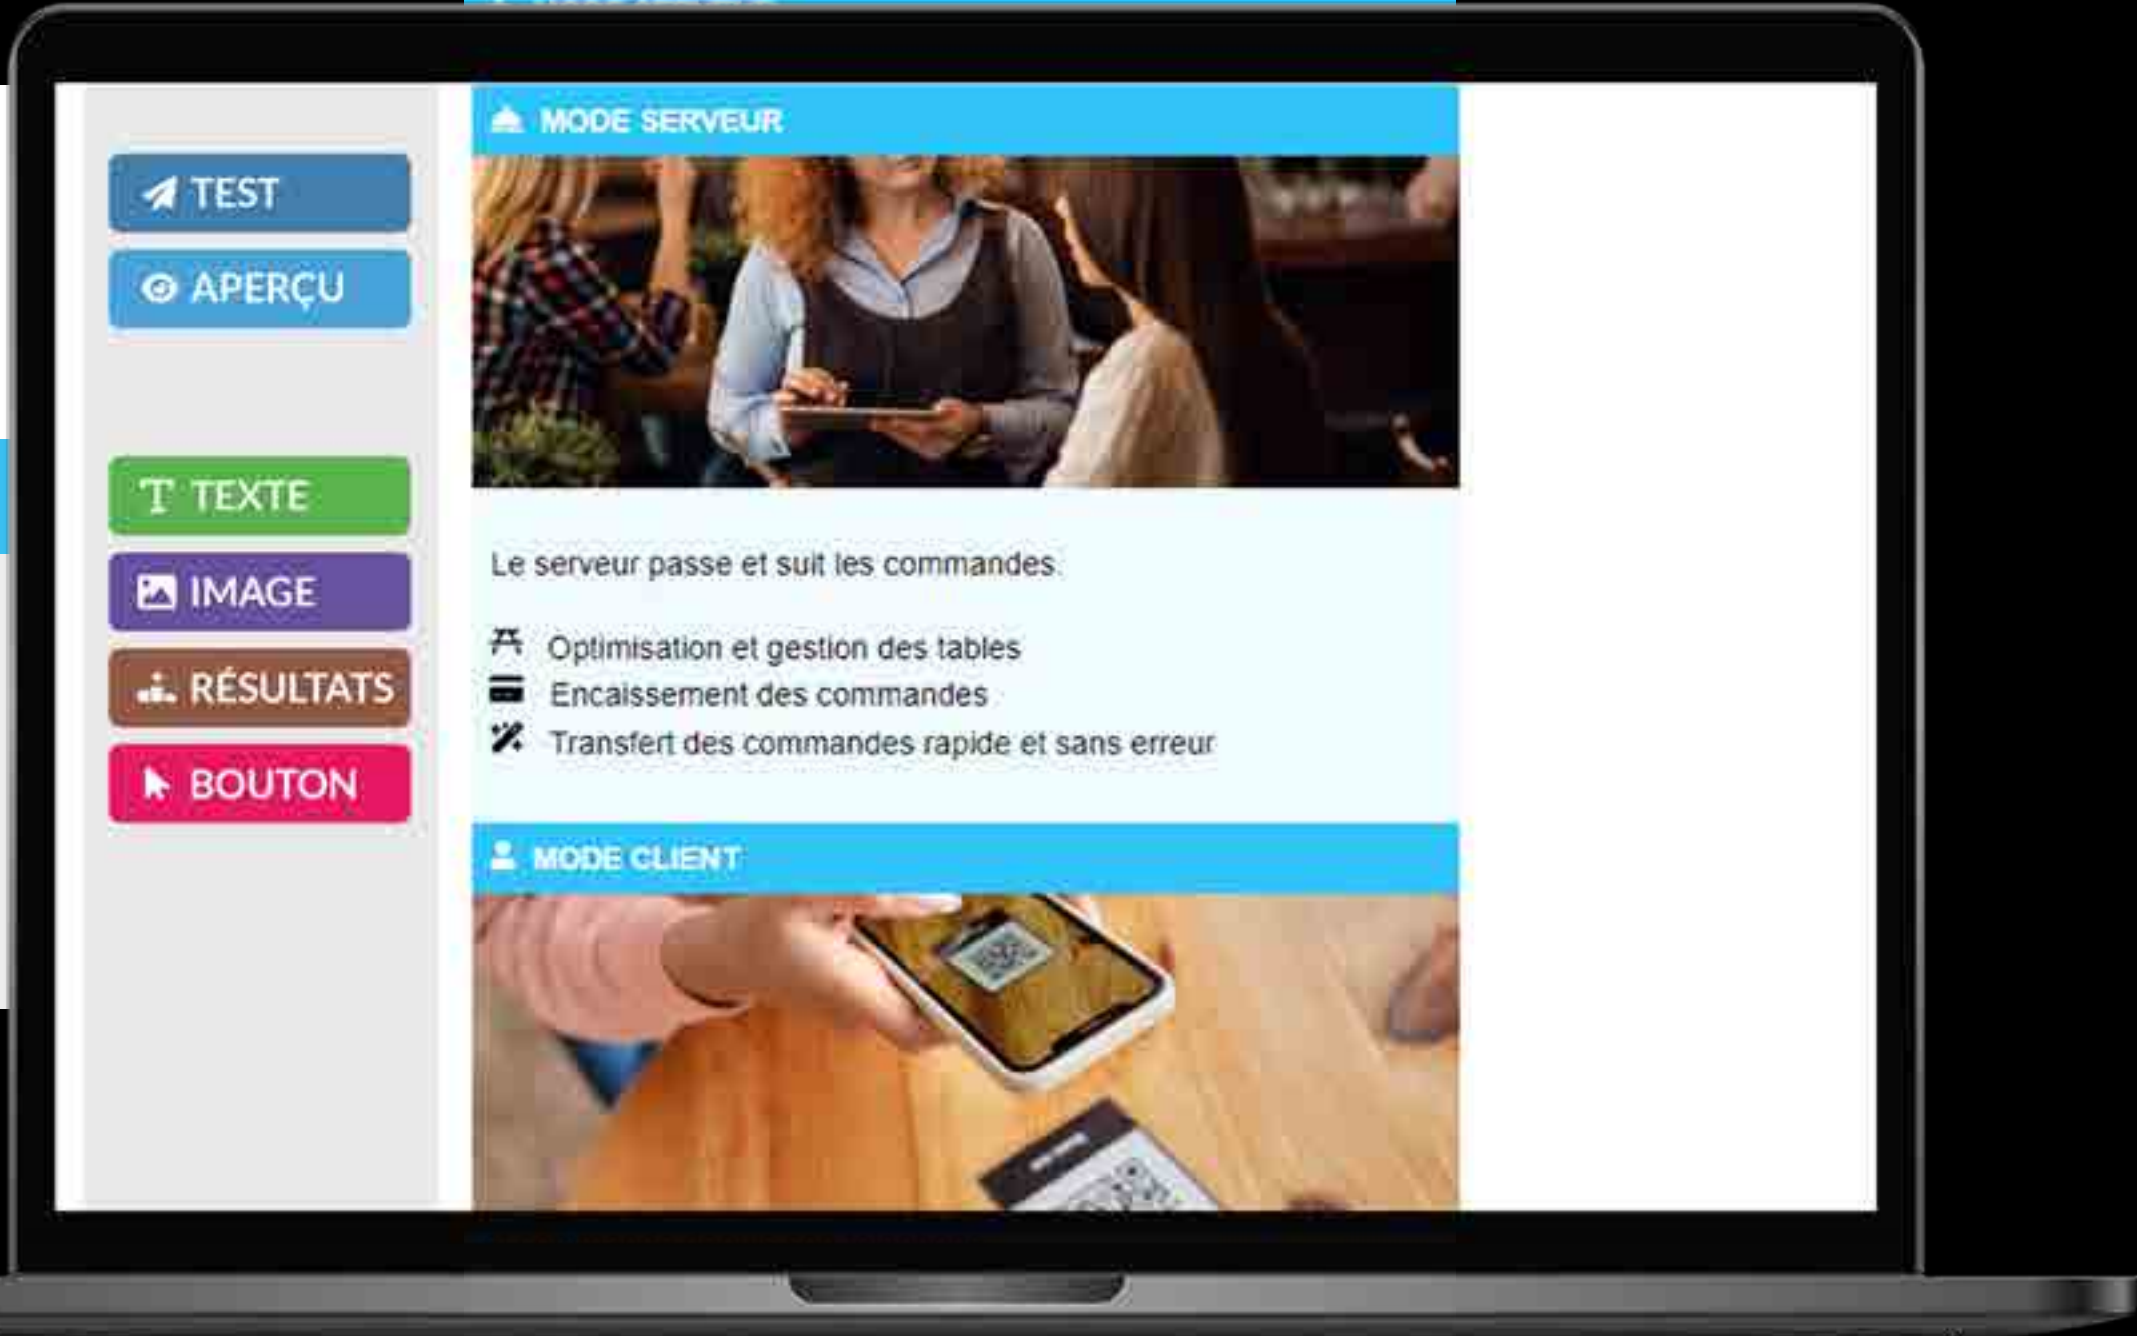 TEST
APERÇU
TEXTE
IMAGE
RÉSULTATS
BOUTON
MODE SERVEUR
Le serveur passe et suit les commandes.
Optimisation et gestion des tables
Encaissement des commandes
Transfert des commandes rapide et sans erreur
MODE CLIENT